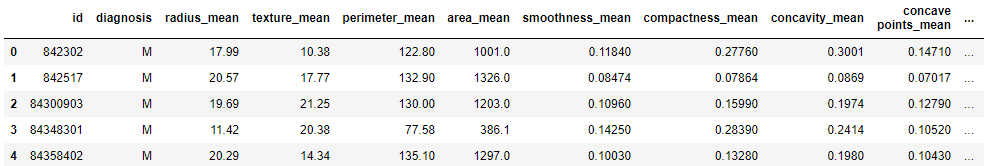 id diagnosis radius_mean texture_mean perimeter_mean area_mean smoothness_mean compactness_mean concavity_mean concave points_mean ...
0 842302 M 17.99 10.38 122.80 1001.0 0.11840 0.27760 0.3001 0.14710 ...
1 842517 M 20.57 17.77 132.90 1326.0 0.08474 0.07864 0.0869 0.07017 ...
2 84300903 M 19.69 21.25 130.00 1203.0 0.10960 0.15990 0.1974 0.12790 ...
3 84348301 M 11.42 20.38 77.58 386.1 0.14250 0.28390 0.2414 0.10520 ...
4 84358402 M 20.29 14.34 135.10 1297.0 0.10030 0.13280 0.1980 0.10430 ...